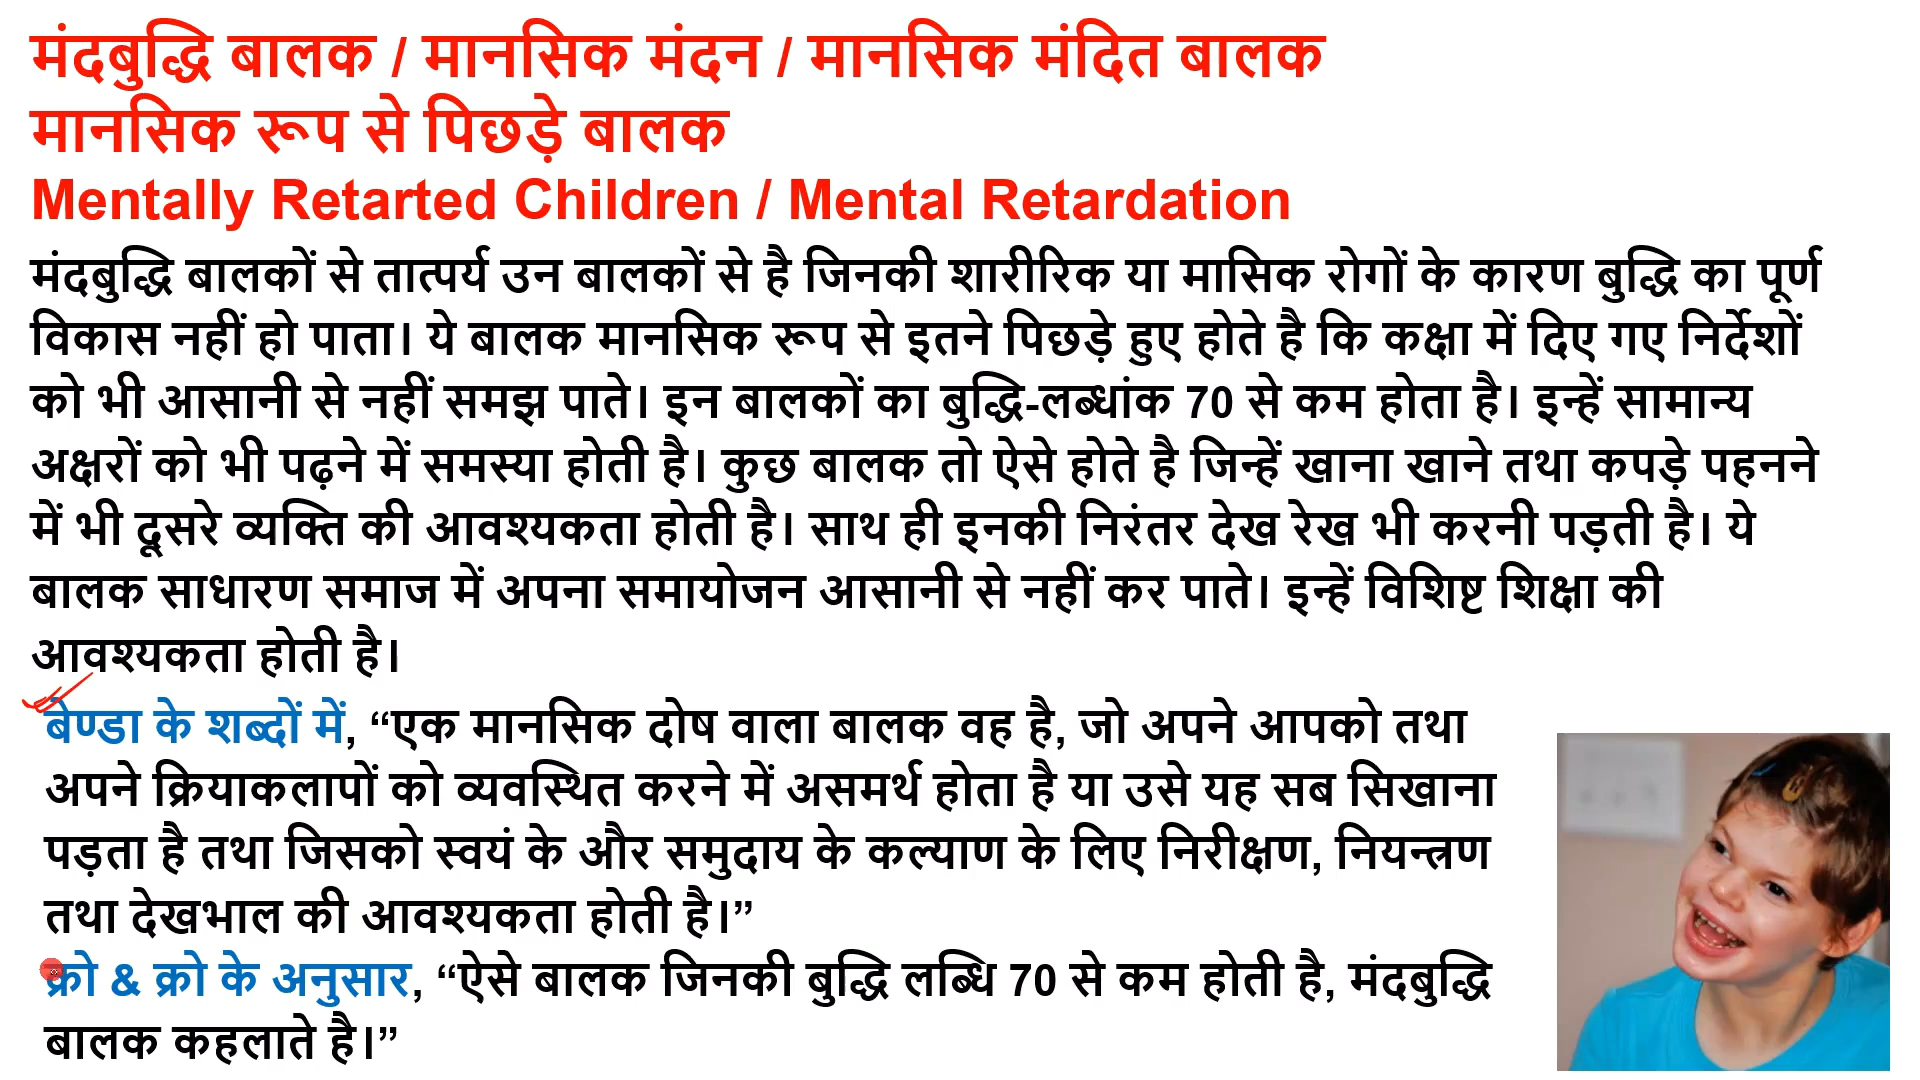 मंदबुद्धि बालक / मानसिक मंदन / मानसिक मंदित बालक
मानसिक रूप से पिछड़े बालक
Mentally Retarted Children / Mental Retardation
मंदबुद्धि बालकों से तात्पर्य उन बालकों से है जिनकी शारीरिक या मासिक रोगों के कारण बुद्धि का पूर्ण
विकास नहीं हो पाता। ये बालक मानसिक रूप से इतने पिछड़े हुए होते है कि कक्षा में दिए गए निर्देशों
को भी आसानी से नहीं समझ पाते। इन बालकों का बुद्धि-लब्धांक 70 से कम होता है। इन्हें सामान्य
अक्षरों को भी पढ़ने में समस्या होती है। कुछ बालक तो ऐसे होते है जिन्हें खाना खाने तथा कपड़े पहनने
में भी दूसरे व्यक्ति की आवश्यकता होती है। साथ ही इनकी निरंतर देख रेख भी करनी पड़ती है। ये
बालक साधारण समाज में अपना समायोजन आसानी से नहीं कर पाते। इन्हें विशिष्ट शिक्षा की
आवश्यकता होती है।
बेण्डा के शब्दों में, “एक मानसिक दोष वाला बालक वह है, जो अपने आपको तथा
अपने क्रियाकलापों को व्यवस्थित करने में असमर्थ होता है या उसे यह सब सिखाना
पड़ता है तथा जिसको स्वयं के और समुदाय के कल्याण के लिए निरीक्षण, नियन्त्रण
तथा देखभाल की आवश्यकता होती है।”
क्रो & क्रो के अनुसार, “ऐसे बालक जिनकी बुद्धि लब्धि 70 से कम होती है, मंदबुद्धि
बालक कहलाते है।”